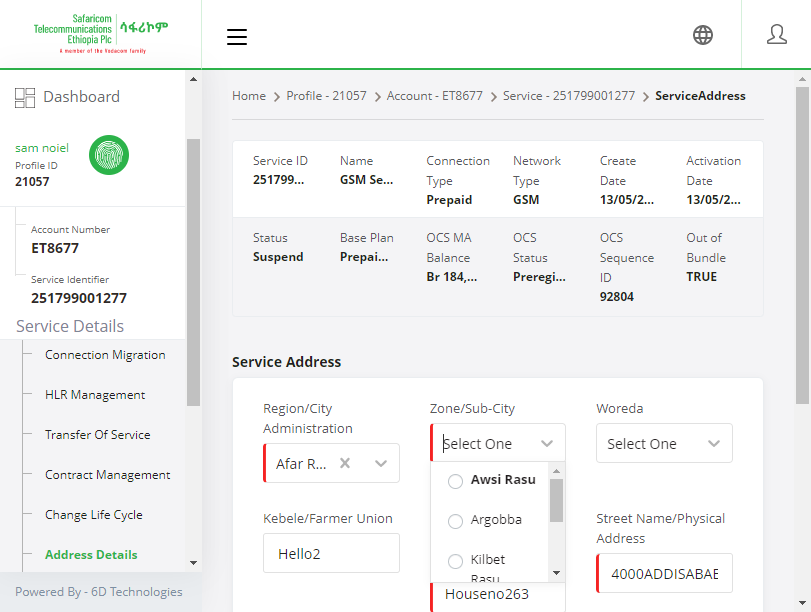 Safaricom
Telecommunications
Ethiopia Plc
ሳፋሪኮም
A member of the Vodacom family
Dashboard
sam noiel
Profile ID
21057
Account Number
ET8677
Service Identifier
251799001277
Service Details
Connection Migration
HLR Management
Transfer Of Service
Contract Management
Change Life Cycle
Address Details
Powered By - 6D Technologies
Home > Profile - 21057 > Account - ET8677 > Service - 251799001277 > ServiceAddress
Service ID
251799...
Name
GSM Se...
Connection
Type
Prepaid
Network
Type
GSM
Create
Date
13/05/2...
Activation
Date
13/05/2...
Status
Suspend
Base Plan
Prepai...
OCS MA
Balance
Br 184,...
OCS
Status
Preregi...
OCS
Sequence
ID
92804
Out of
Bundle
TRUE
Service Address
Region/City
Administration
Afar R...
Zone/Sub-City
Select One
Awsi Rasu
Argobba
Kilbet
Rasu
Woreda
Select One
Kebele/Farmer Union
Hello2
Houseno263
Street Name/Physical
Address
4000ADDISABAE